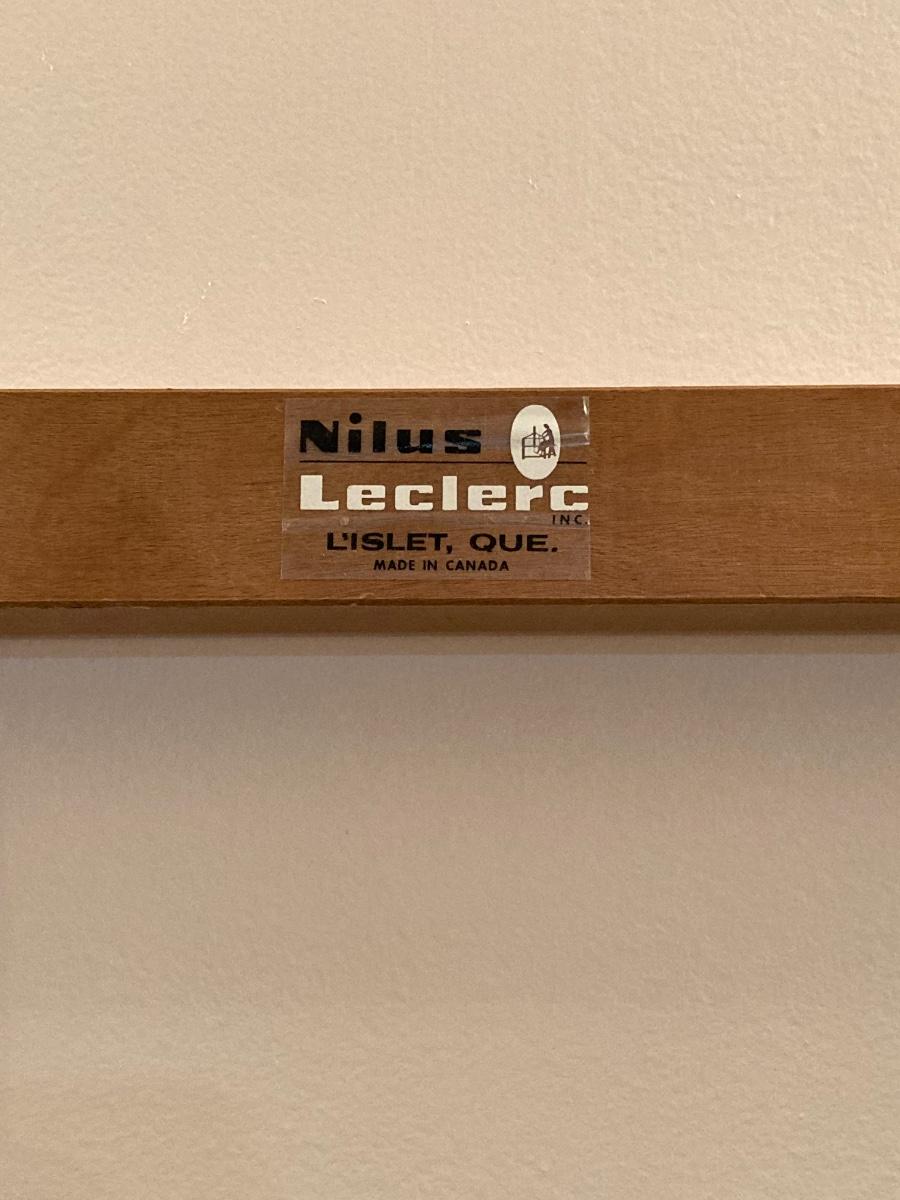 Nilus
Leclerc
INC.
L'ISLET, QUE.
MADE IN CANADA